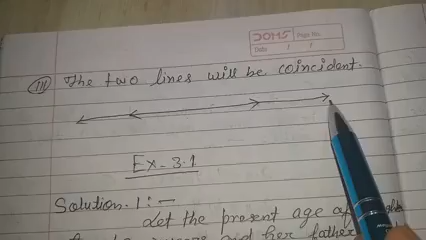 DOMS Page No.
Date / /
(iii) The two lines will be coincident.
Ex-3.1
Solution.1:-
Let the present age of
and her father